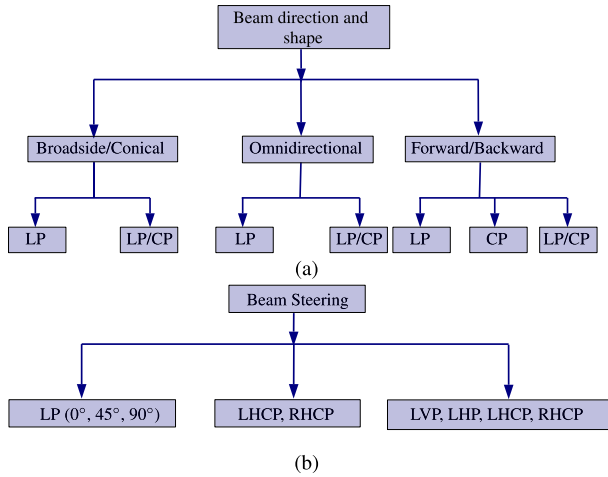 Beam direction and
shape
Broadside/Conical
Omnidirectional
Forward/Backward
LP
LP/CP
LP
LP/CP
LP
CP
LP/CP
(a)
Beam Steering
LP (0°, 45°, 90°)
LHCP, RHCP
LVP, LHP, LHCP, RHCP
(b)